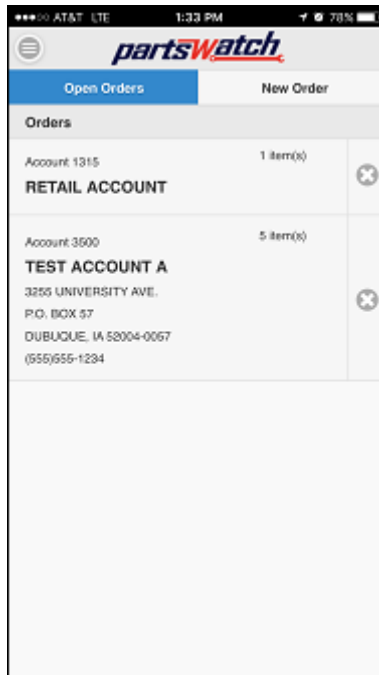 AT&T LTE 1:33 PM 78%
partswatch
Open Orders New Order
Orders
Account 1315 1 item(s)
RETAIL ACCOUNT
Account 3500 5 item(s)
TEST ACCOUNT A
3255 UNIVERSITY AVE.
P.O. BOX 57
DUBUQUE, IA 52004-0057
(555)555-1234